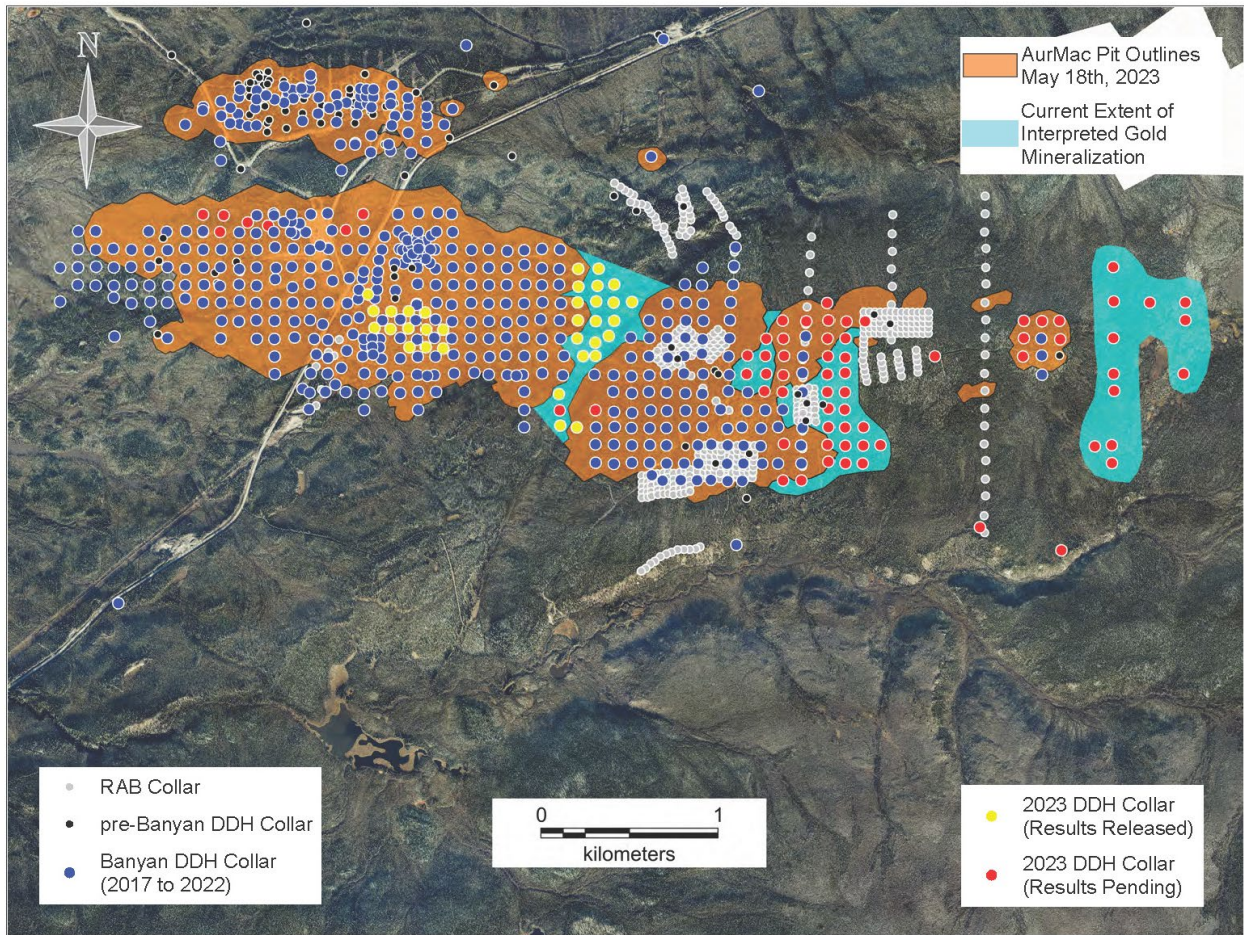 N
AurMac Pit Outlines
May 18th, 2023
Current Extent of
Interpreted Gold
Mineralization
RAB Collar
pre-Banyan DDH Collar
Banyan DDH Collar
(2017 to 2022)
0 1
kilometers
2023 DDH Collar
(Results Released)
2023 DDH Collar
(Results Pending)